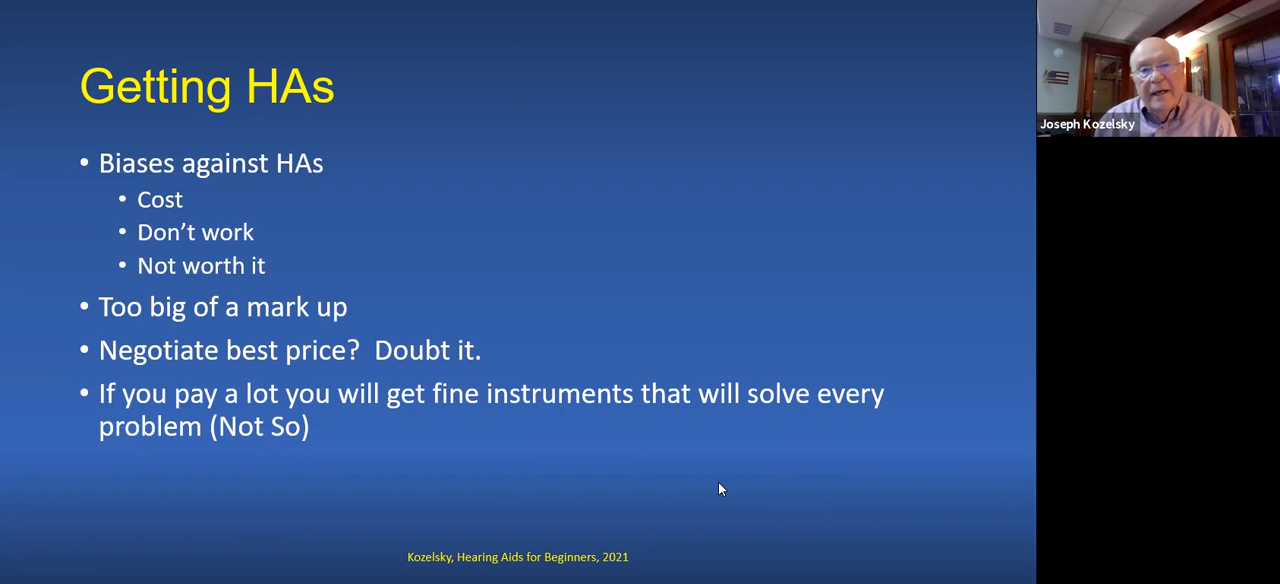 Getting HAs
• Biases against HAs
• Cost
• Don’t work
• Not worth it
• Too big of a mark up
• Negotiate best price?  Doubt it.
• If you pay a lot you will get fine instruments that will solve every
problem (Not So)
Kozelsky, Hearing Aids for Beginners, 2021
Joseph Kozelsky